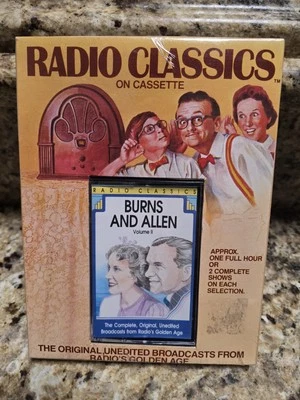 RADIO CLASSICS™
ON CASSETTE
RADIO CLASSICS
BURNS
AND ALLEN
Volume II
The Complete, Original, Unedited
Broadcasts from Radio's Golden Age
APPROX.
ONE FULL HOUR
OR
2 COMPLETE
SHOWS
ON EACH
SELECTION.
THE ORIGINAL, UNEDITED BROADCASTS FROM
RADIO'S GOLDEN AGE